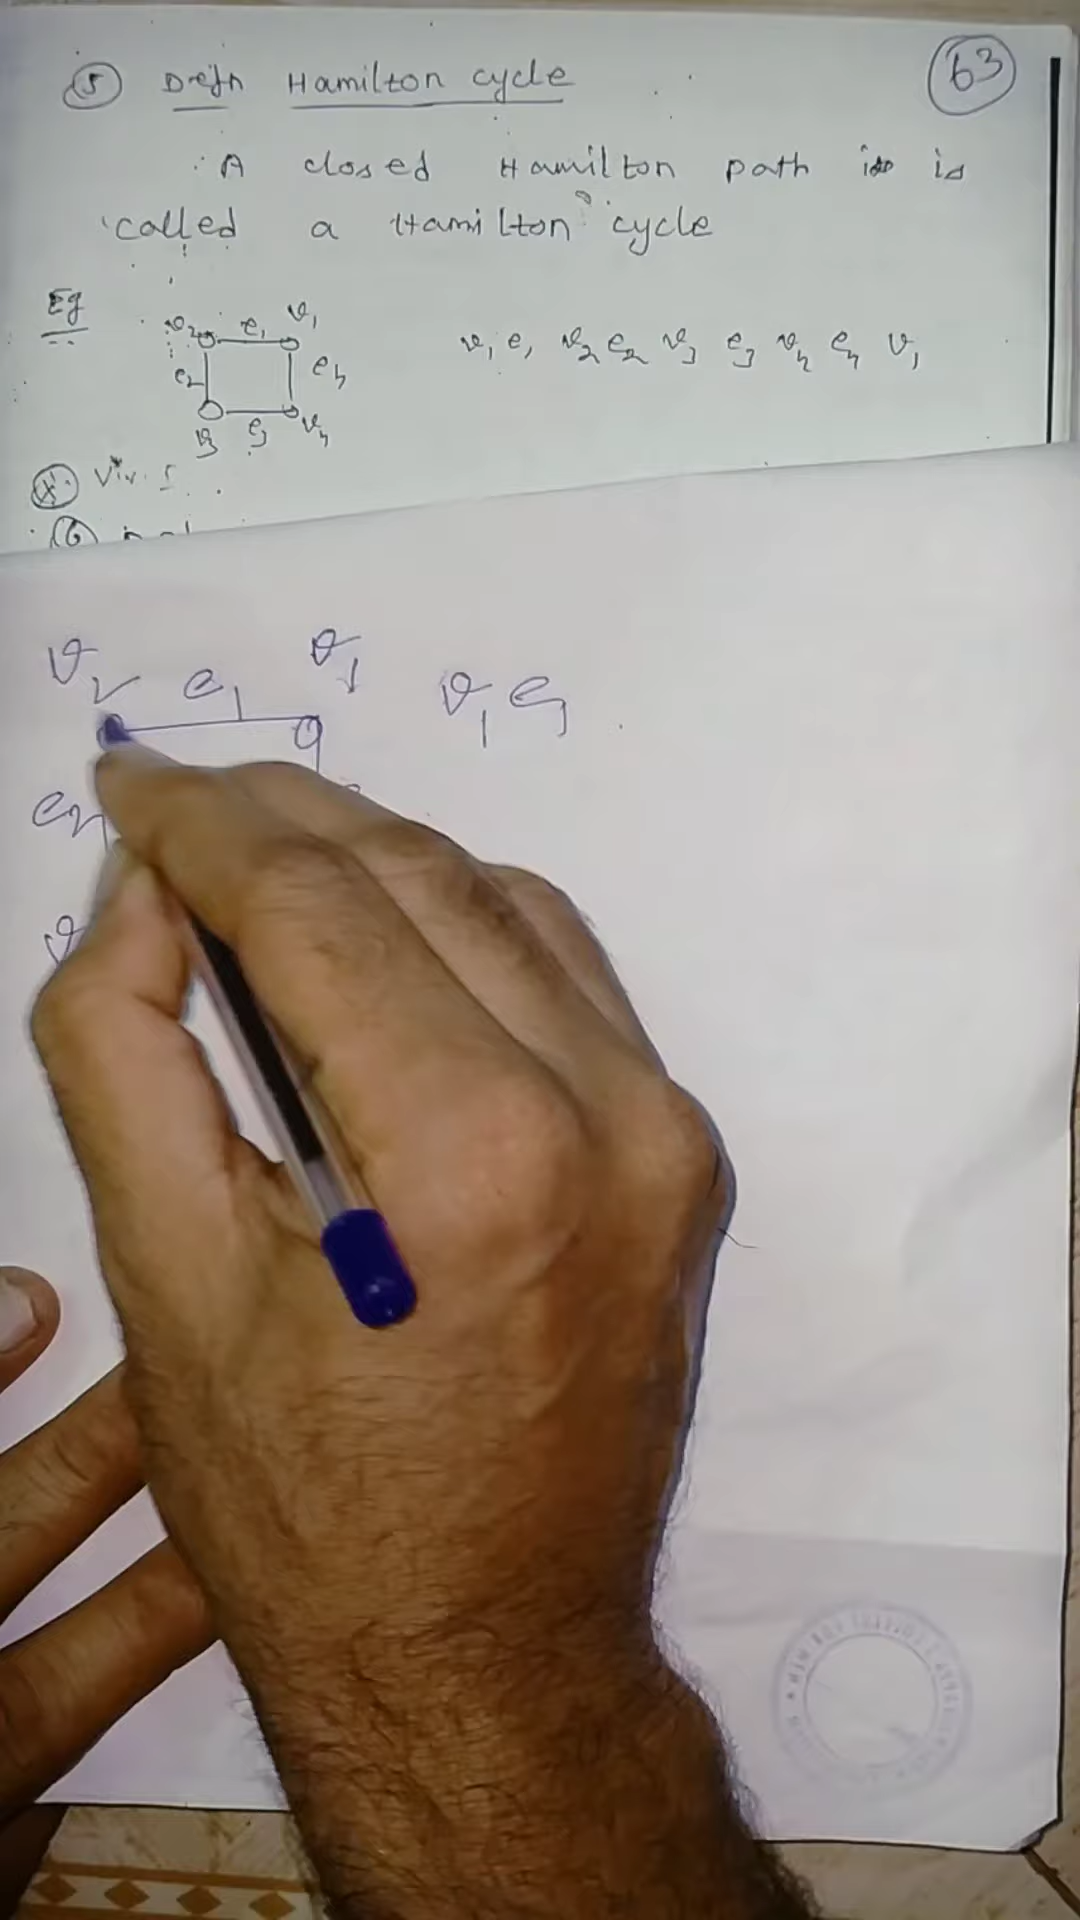 5 Defn Hamilton cycle
63
A closed Hamilton path is
called a Hamilton cycle
Eg
v2 e1 v1
e2 e4
v3 e3 v4
v1 e1 v2 e2 v3 e3 v4 e4 v1
6
v2 e1 v1
v1 e1
e2
v